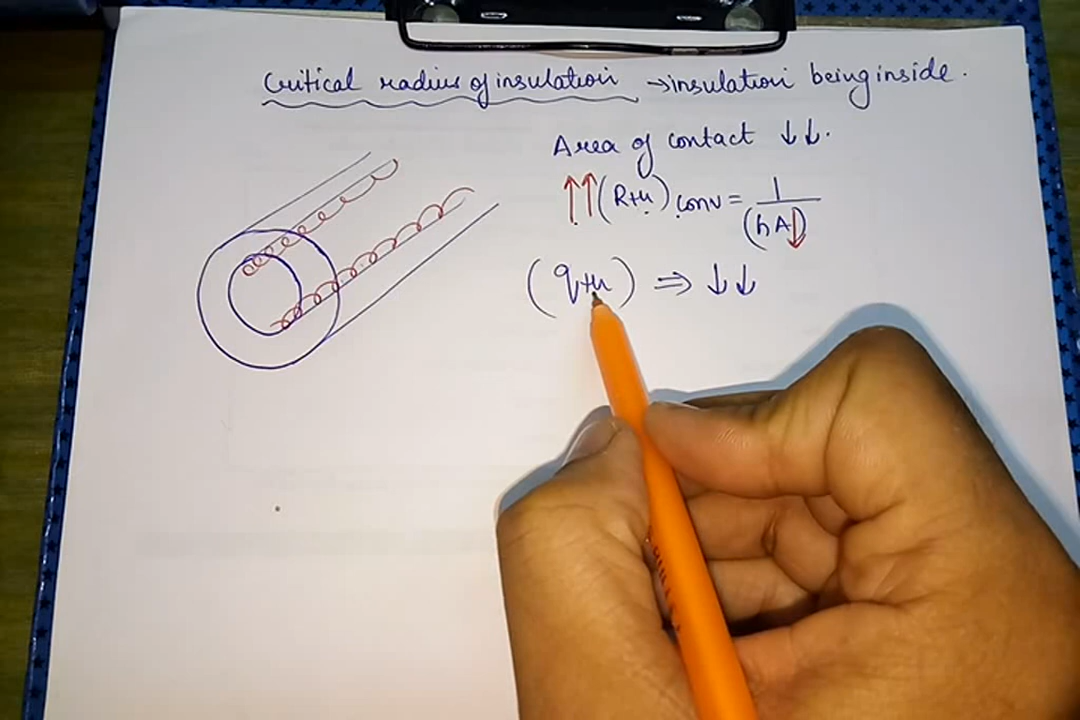 Critical radius of insulation → insulation being inside.
Area of contact ↓↓.
↑↑(Rth)conv = 1/(hA↓)
(qth) ⇒ ↓↓